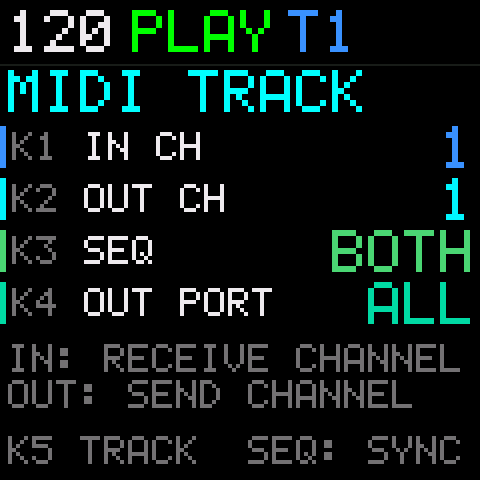 120 PLAY T1
MIDI TRACK
K1 IN CH 1
K2 OUT CH 1
K3 SEQ BOTH
K4 OUT PORT ALL
IN: RECEIVE CHANNEL
OUT: SEND CHANNEL
K5 TRACK SEQ: SYNC